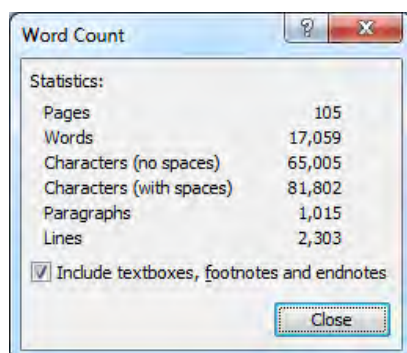 Word Count
Statistics:
Pages 105
Words 17,059
Characters (no spaces) 65,005
Characters (with spaces) 81,802
Paragraphs 1,015
Lines 2,303
Include textboxes, footnotes and endnotes
Close